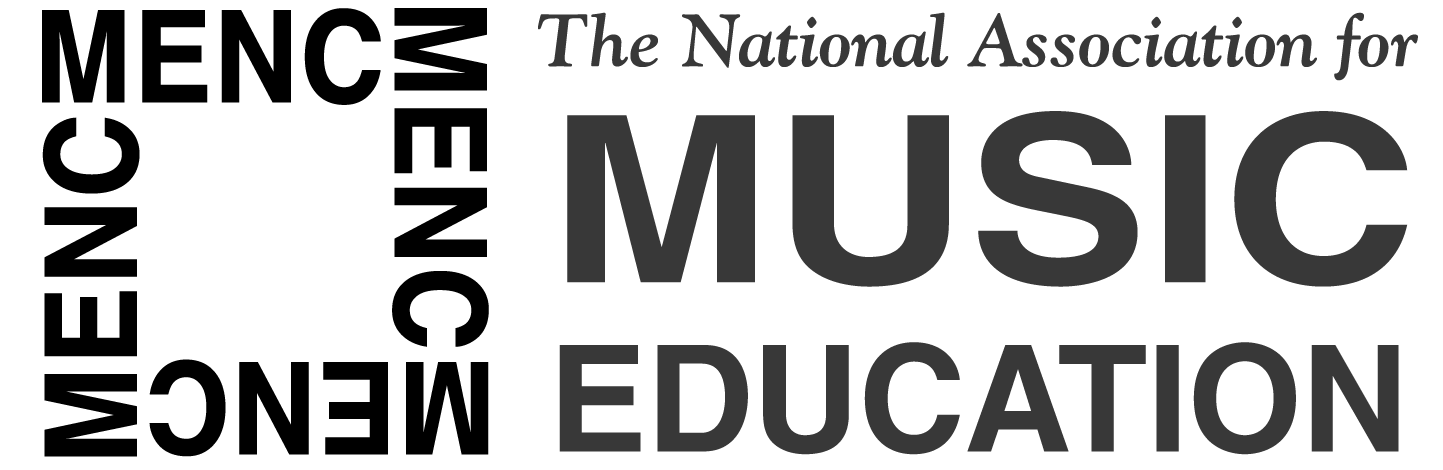 MENC
MENC
MENC
MENC
The National Association for
MUSIC
EDUCATION